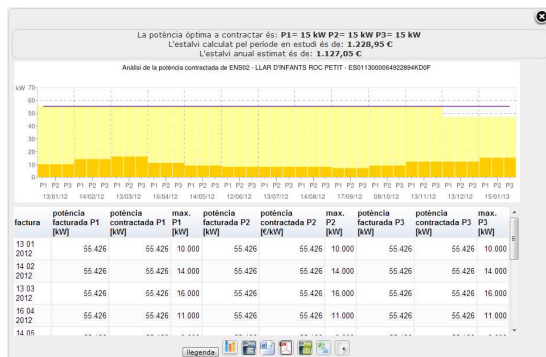 La potència òptima a contractar és: P1= 15 kW P2= 15 kW P3= 15 kW
L'estalvi calculat pel període en estudi és de: 1.228,95 €
L'estalvi anual estimat és de: 1.127,05 €
Anàlisi de la potència contractada de ENS02 - LLAR D'INFANTS ROC PETIT - ES0113000064922894KD0F
kW 70
60
50
40
30
20
10
0
P1 P2 P3 P1 P2 P3 P1 P2 P3 P1 P2 P3 P1 P2 P3 P1 P2 P3 P1 P2 P3 P1 P2 P3 P1 P2 P3 P1 P2 P3 P1 P2 P3 P1 P2 P3 P1 P2 P3
13/01/12 14/02/12 13/03/12 16/04/12 14/05/12 12/06/12 13/07/12 14/08/12 17/09/12 08/10/12 13/11/12 13/12/12 15/01/13
factura potència facturada P1 [kW] potència contractada P1 [kW] max. P1 [kW] potència facturada P2 [kW] potència contractada P2 [€/kW] max. P2 [kW] potència facturada P3 [kW] potència contractada P3 [kW] max. P3 [kW]
13 01 2012 55.426 55.426 10.000 55.426 55.426 10.000 55.426 55.426 10.000
14 02 2012 55.426 55.426 14.000 55.426 55.426 14.000 55.426 55.426 14.000
13 03 2012 55.426 55.426 16.000 55.426 55.426 16.000 55.426 55.426 16.000
16 04 2012 55.426 55.426 11.000 55.426 55.426 11.000 55.426 55.426 11.000
14 05
llegenda